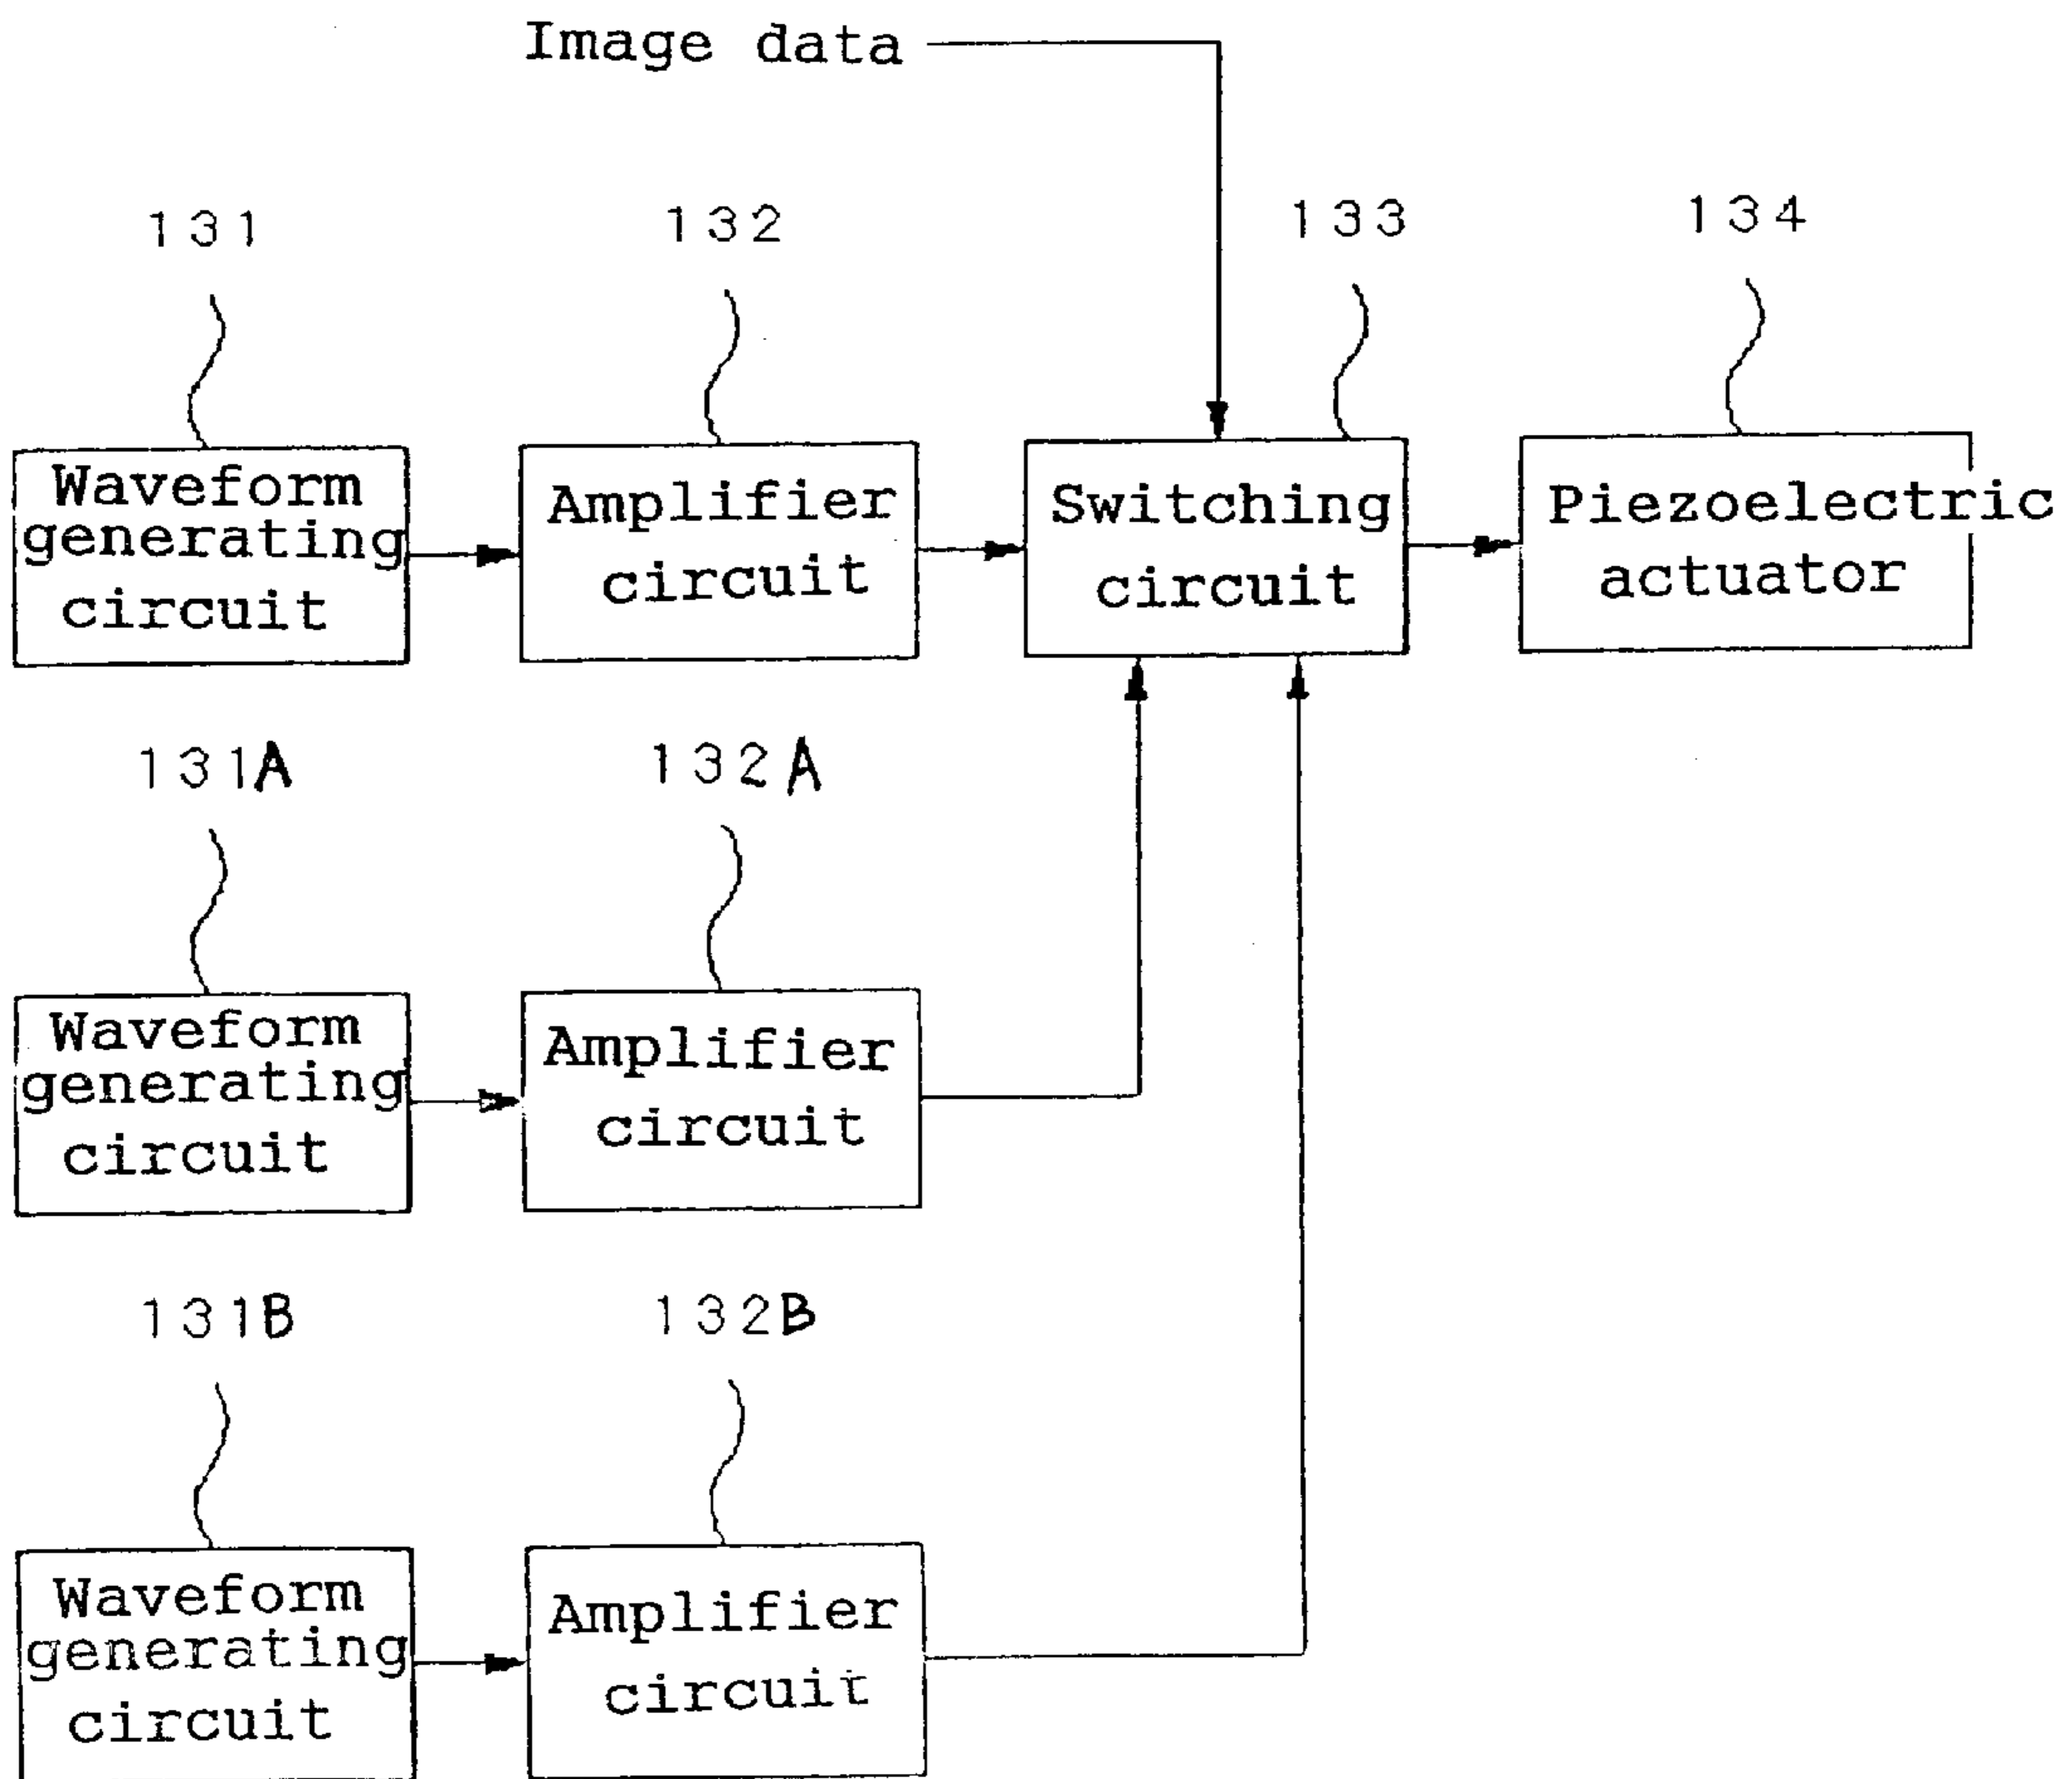 Image data
131
132
133
134
Waveform
generating
circuit
Amplifier
circuit
Switching
circuit
Piezoelectric
actuator
131A
132A
Waveform
generating
circuit
Amplifier
circuit
131B
132B
Waveform
generating
circuit
Amplifier
circuit